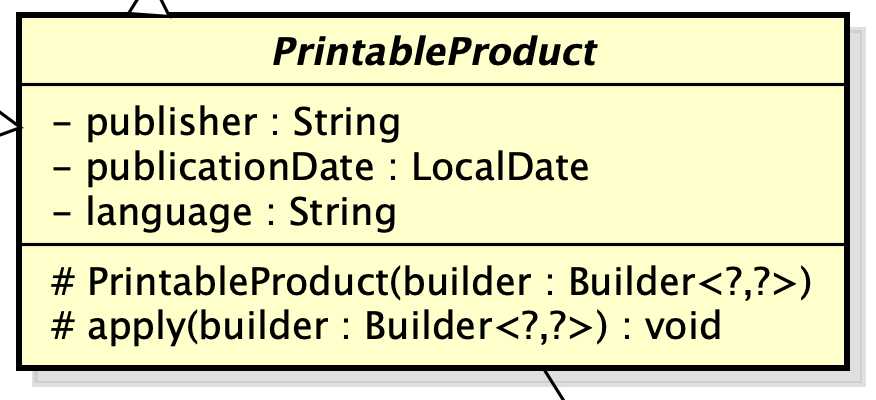 PrintableProduct
– publisher : String
– publicationDate : LocalDate
– language : String
# PrintableProduct(builder : Builder<?,?>)
# apply(builder : Builder<?,?>) : void